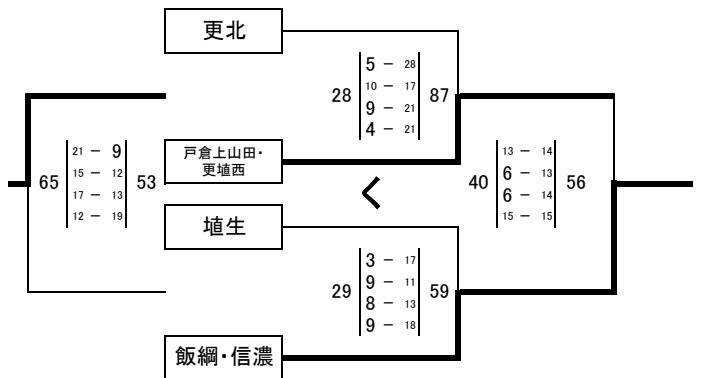 更北
28
5 - 28
10 - 17
9 - 21
4 - 21
87
65
21 - 9
15 - 12
17 - 13
12 - 19
53
戸倉上山田・
更埴西
40
13 - 14
6 - 13
6 - 14
15 - 15
56
く
埴生
29
3 - 17
9 - 11
8 - 13
9 - 18
59
飯綱・信濃